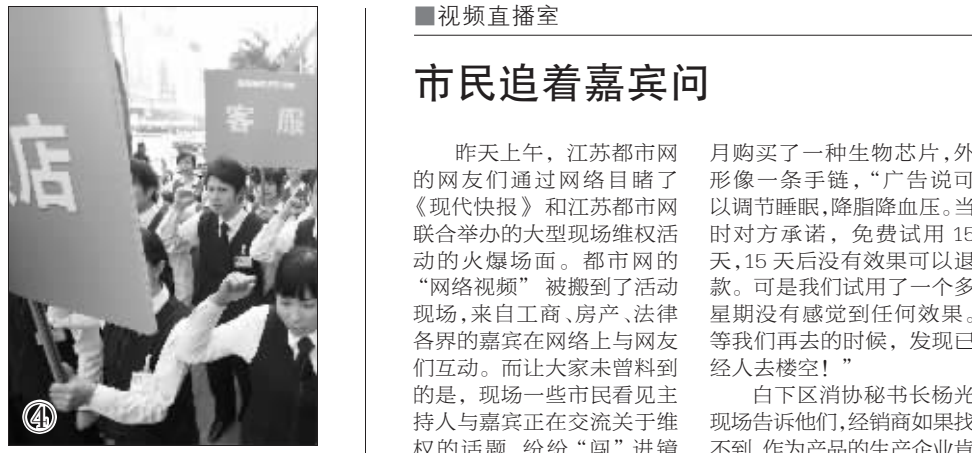 店
客服
④
■视频直播室
市民追着嘉宾问
昨天上午，江苏都市网
的网友们通过网络目睹了
《现代快报》和江苏都市网
联合举办的大型现场维权活
动的火爆场面。都市网的
“网络视频”被搬到了活动
现场,来自工商、房产、法律
各界的嘉宾在网络上与网友
们互动。而让大家未曾料到
的是，现场一些市民看见主
持人与嘉宾正在交流关于维
权的话题,纷纷“闯”进镜
月购买了一种生物芯片,外
形像一条手链，“广告说可
以调节睡眠,降脂降血压。当
时对方承诺，免费试用 15
天,15 天后没有效果可以退
款。可是我们试用了一个多
星期没有感觉到任何效果。
等我们再去的时候，发现已
经人去楼空！”
白下区消协秘书长杨光
现场告诉他们,经销商如果找
不到,作为产品的生产企业肯